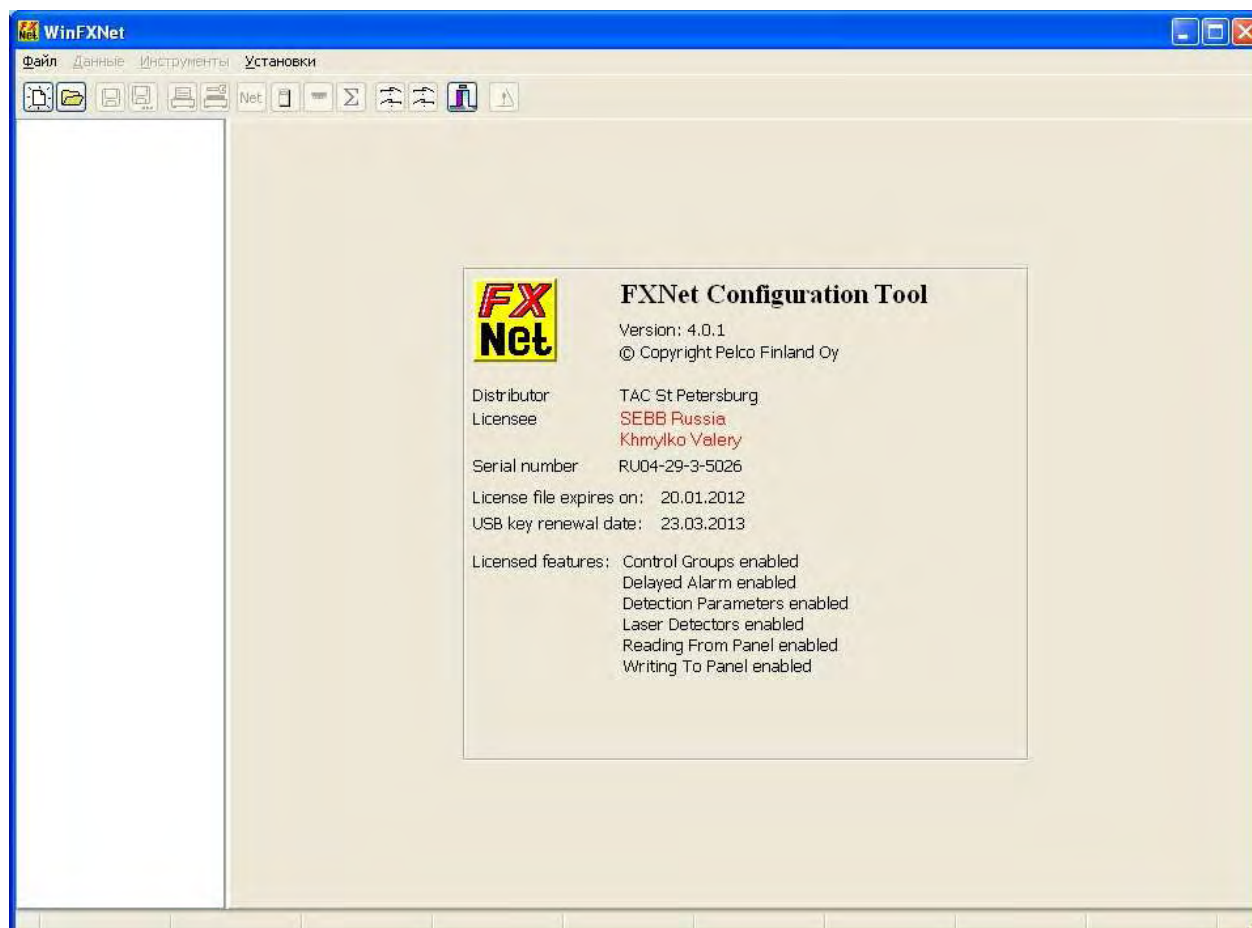 FX Net WinFXNet
Файл Данные Инструменты Установки
Net Σ
FX
Net
FXNet Configuration Tool
Version: 4.0.1
© Copyright Pelco Finland Oy
Distributor TAC St Petersburg
Licensee SEBB Russia
Khmylko Valery
Serial number RU04-29-3-5026
License file expires on: 20.01.2012
USB key renewal date: 23.03.2013
Licensed features: Control Groups enabled
Delayed Alarm enabled
Detection Parameters enabled
Laser Detectors enabled
Reading From Panel enabled
Writing To Panel enabled